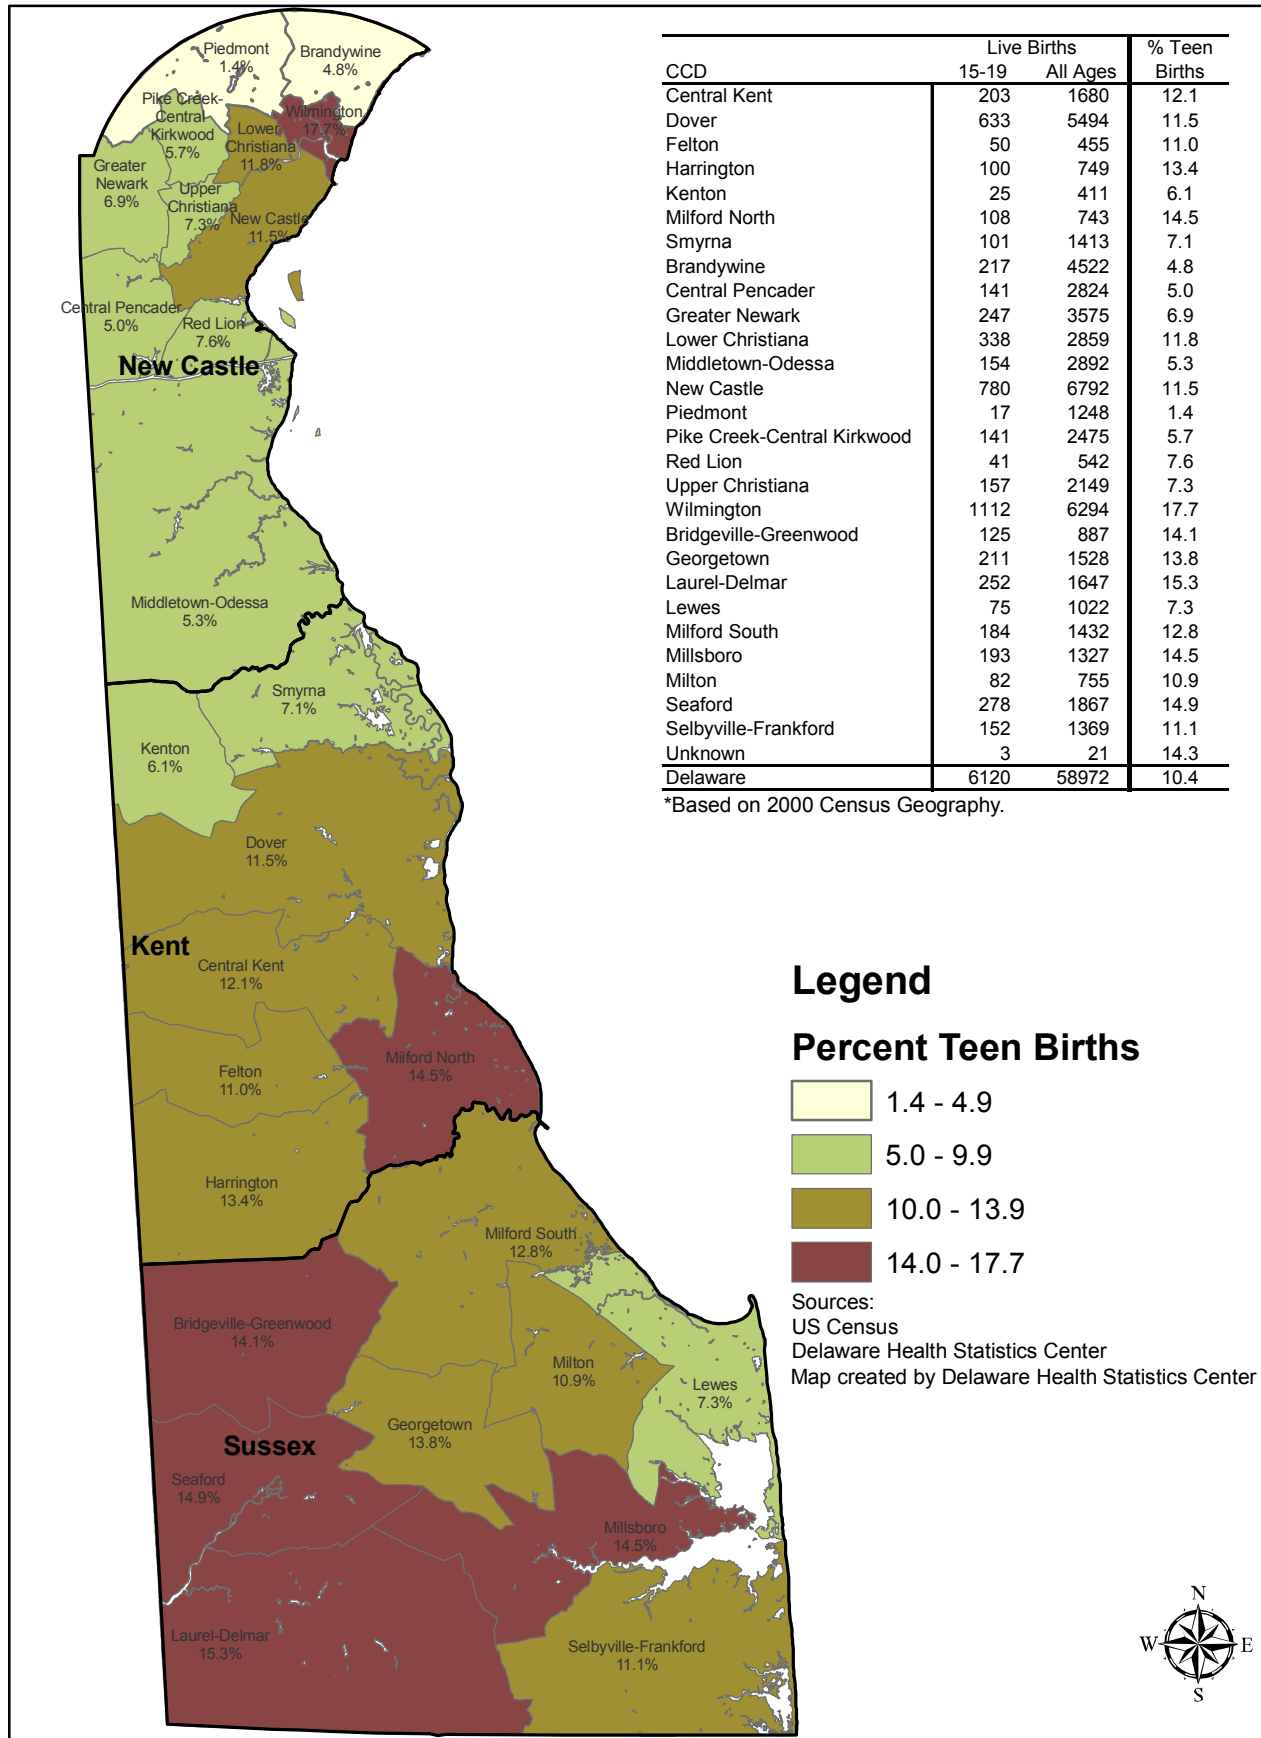 Piedmont
1.4%
Brandywine
4.8%
Pike Creek-
Central
Kirkwood
5.7%
Wilmington
17.7%
Lower
Christiana
11.8%
Greater
Newark
6.9%
Upper
Christiana
7.3%
New Castle
11.5%
Central Pencader
5.0%
Red Lion
7.6%
New Castle
Middletown-Odessa
5.3%
Smyrna
7.1%
Kenton
6.1%
Dover
11.5%
Kent
Central Kent
12.1%
Milford North
14.5%
Felton
11.0%
Harrington
13.4%
Milford South
12.8%
Bridgeville-Greenwood
14.1%
Milton
10.9%
Lewes
7.3%
Georgetown
13.8%
Sussex
Seaford
14.9%
Millsboro
14.5%
Laurel-Delmar
15.3%
Selbyville-Frankford
11.1%
Live Births % Teen
CCD 15-19 All Ages Births
Central Kent 203 1680 12.1
Dover 633 5494 11.5
Felton 50 455 11.0
Harrington 100 749 13.4
Kenton 25 411 6.1
Milford North 108 743 14.5
Smyrna 101 1413 7.1
Brandywine 217 4522 4.8
Central Pencader 141 2824 5.0
Greater Newark 247 3575 6.9
Lower Christiana 338 2859 11.8
Middletown-Odessa 154 2892 5.3
New Castle 780 6792 11.5
Piedmont 17 1248 1.4
Pike Creek-Central Kirkwood 141 2475 5.7
Red Lion 41 542 7.6
Upper Christiana 157 2149 7.3
Wilmington 1112 6294 17.7
Bridgeville-Greenwood 125 887 14.1
Georgetown 211 1528 13.8
Laurel-Delmar 252 1647 15.3
Lewes 75 1022 7.3
Milford South 184 1432 12.8
Millsboro 193 1327 14.5
Milton 82 755 10.9
Seaford 278 1867 14.9
Selbyville-Frankford 152 1369 11.1
Unknown 3 21 14.3
Delaware 6120 58972 10.4
*Based on 2000 Census Geography.
Legend
Percent Teen Births
1.4 - 4.9
5.0 - 9.9
10.0 - 13.9
14.0 - 17.7
Sources:
US Census
Delaware Health Statistics Center
Map created by Delaware Health Statistics Center
N
W E
S